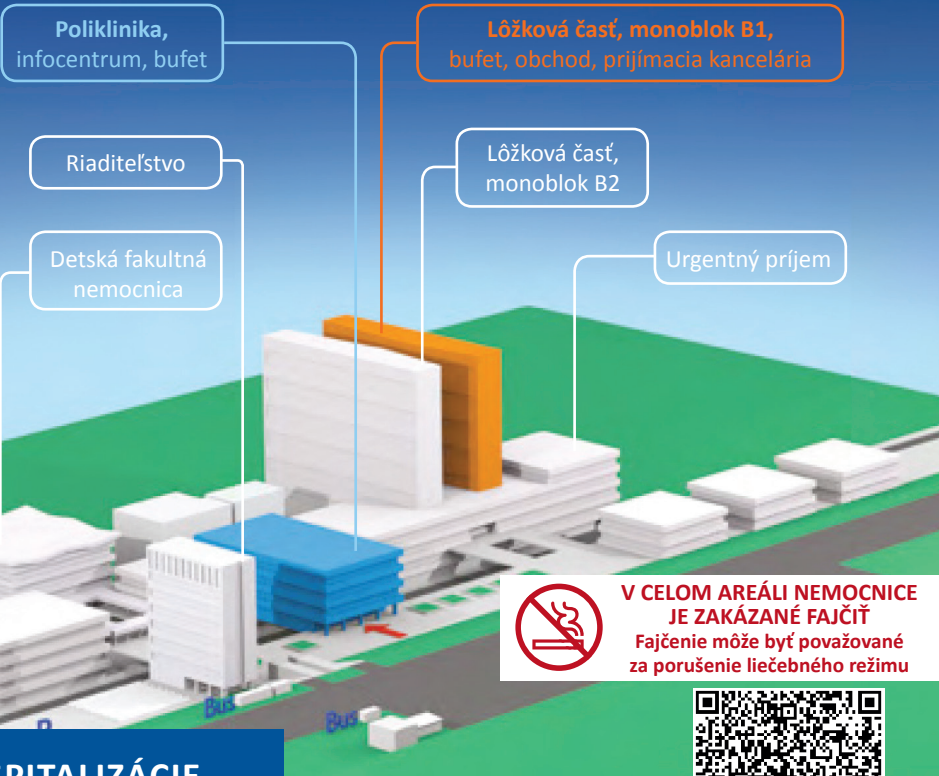 Poliklinika,
infocentrum, bufet
Lôžková časť, monoblok B1,
bufet, obchod, prijímacia kancelária
Riaditeľstvo
Lôžková časť,
monoblok B2
Detská fakultná
nemocnica
Urgentný príjem
V CELOM AREÁLI NEMOCNICE
JE ZAKÁZANÉ FAJČIŤ
Fajčenie môže byť považované
za porušenie liečebného režimu
Bus
Bus